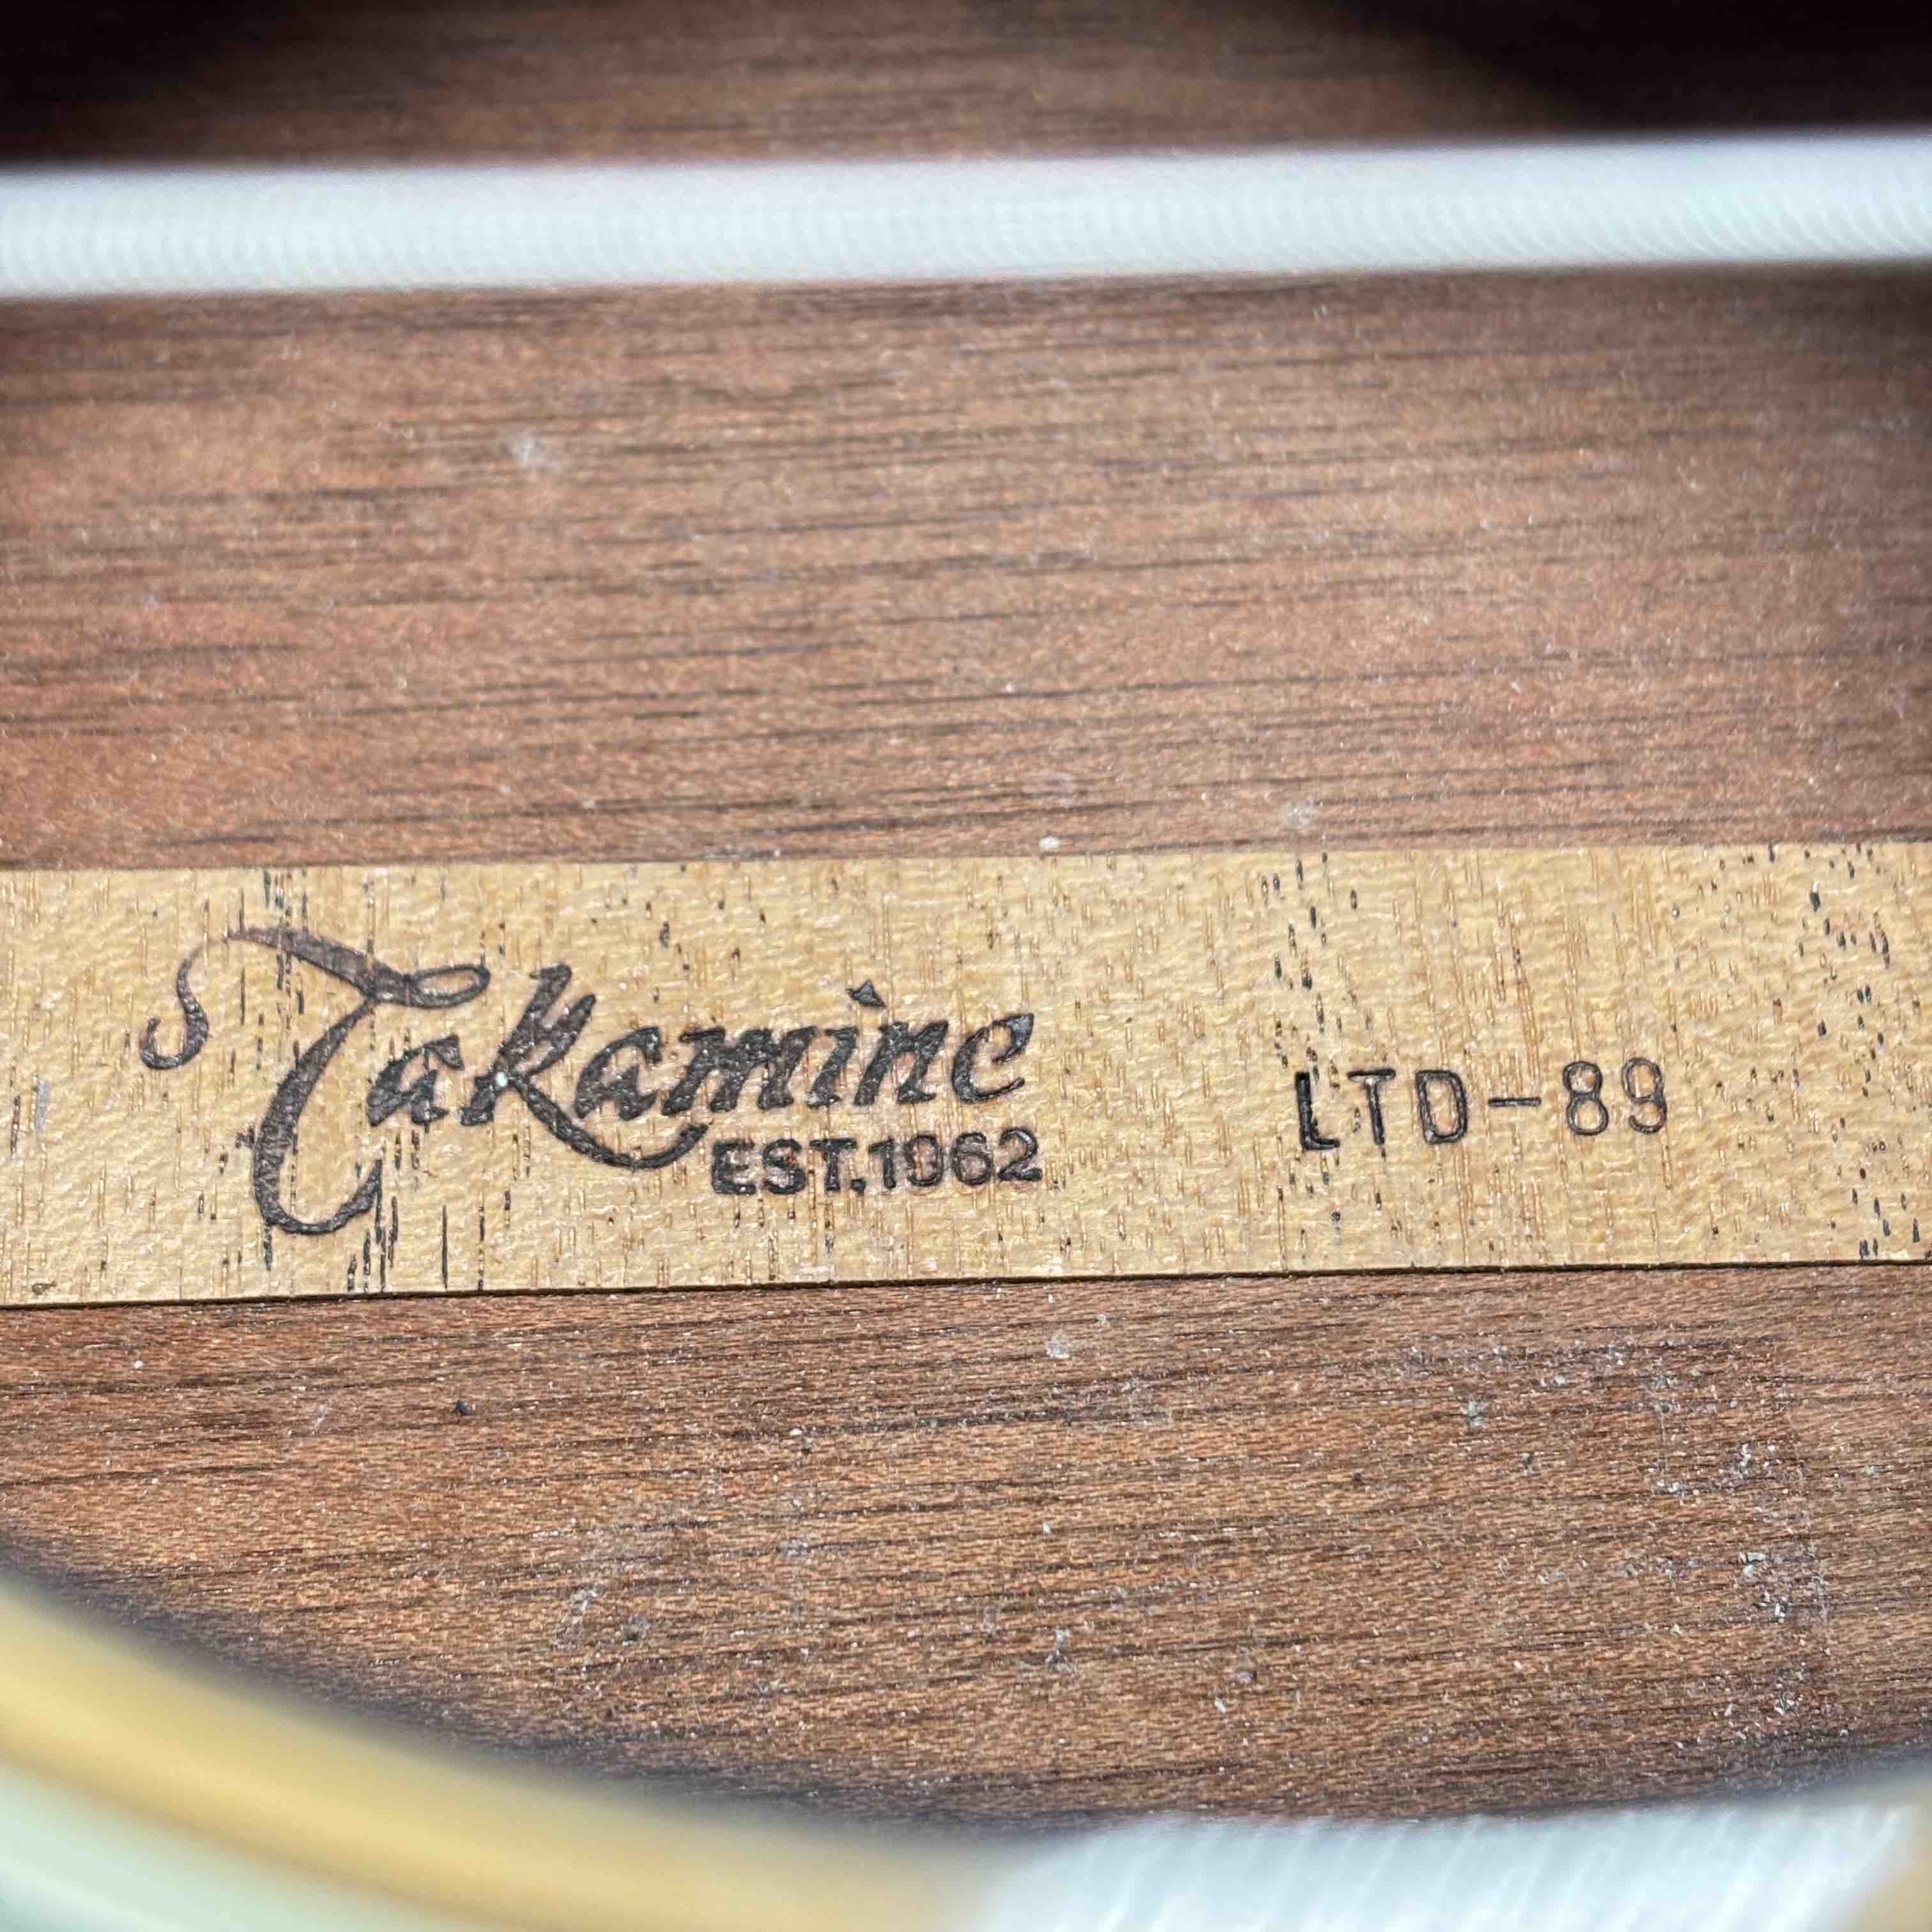 Takamine
EST.1962
LTD-89